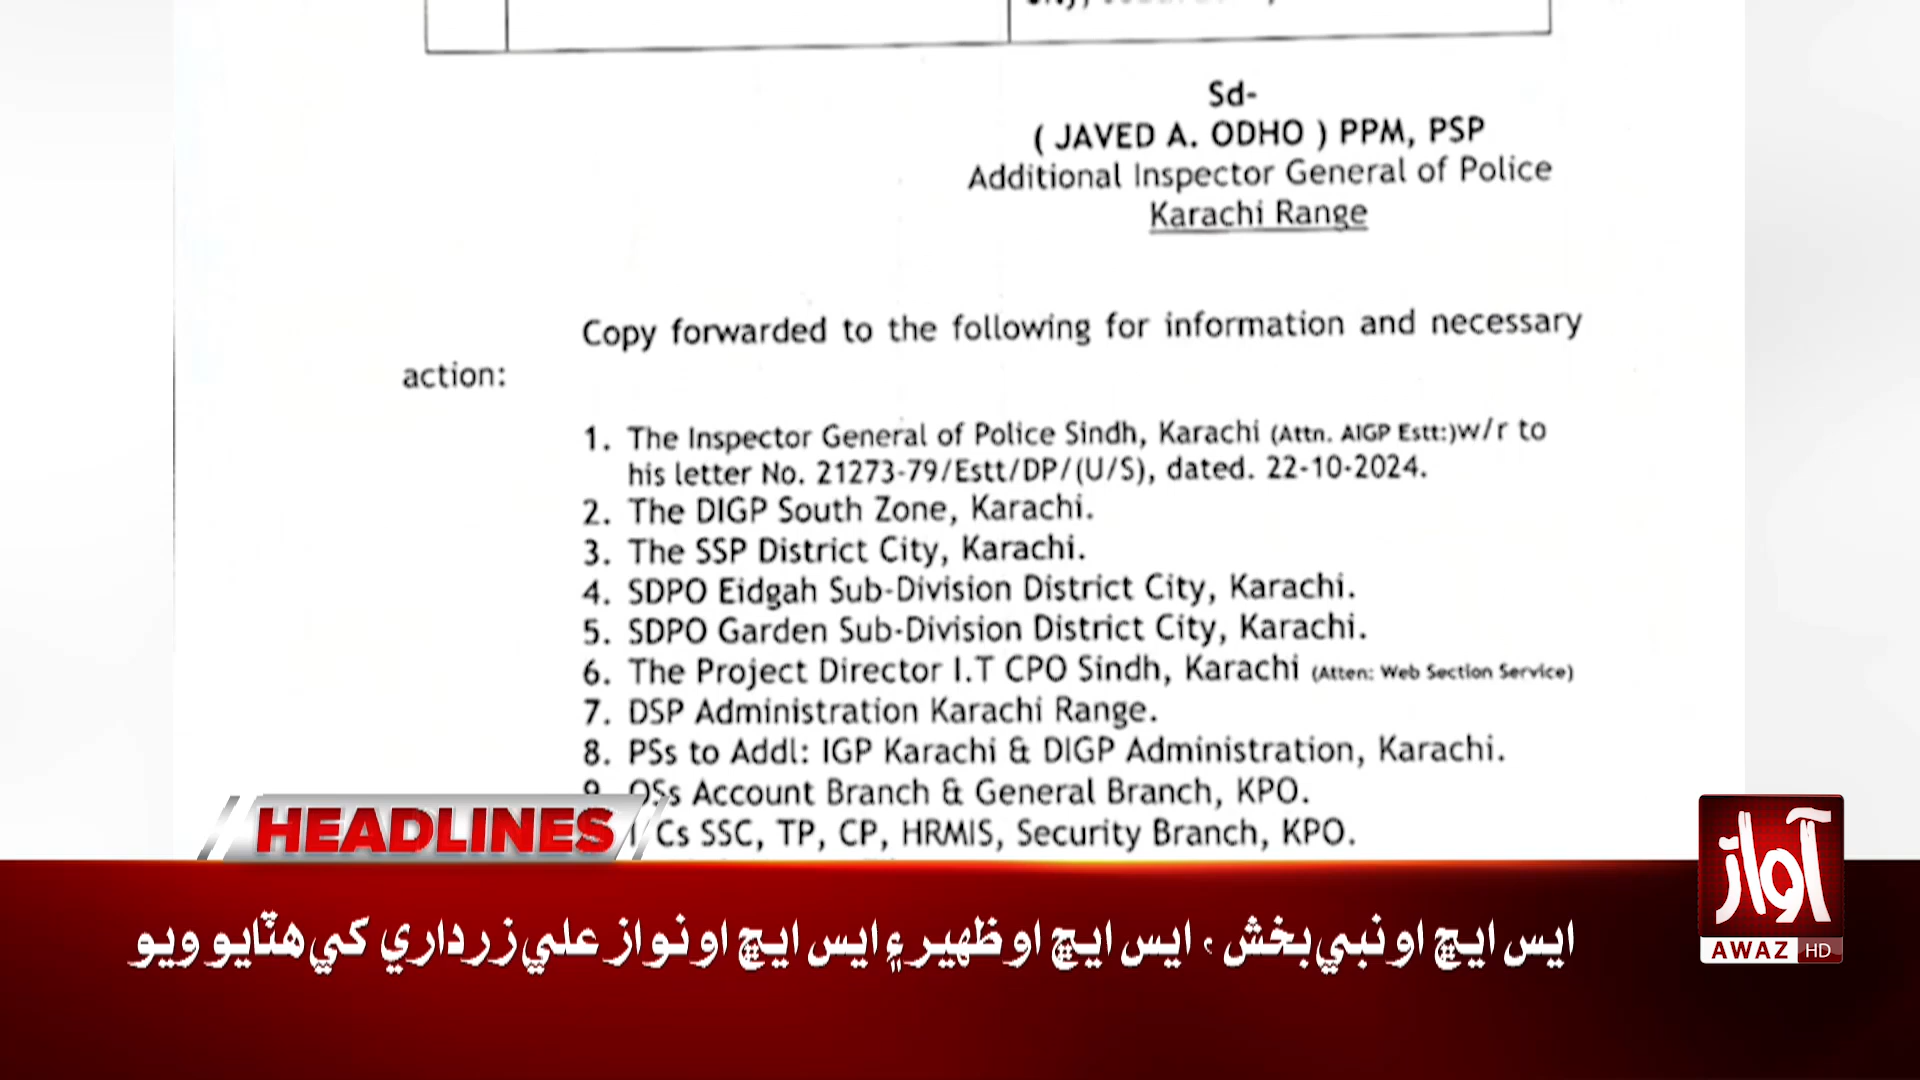 Sd-
( JAVED A. ODHO ) PPM, PSP
Additional Inspector General of Police
Karachi Range
Copy forwarded to the following for information and necessary
action:
1. The Inspector General of Police Sindh, Karachi (Attn. AIGP Estt:)w/r to
his letter No. 21273-79/Estt/DP/(U/S), dated. 22-10-2024.
2. The DIGP South Zone, Karachi.
3. The SSP District City, Karachi.
4. SDPO Eidgah Sub-Division District City, Karachi.
5. SDPO Garden Sub-Division District City, Karachi.
6. The Project Director I.T CPO Sindh, Karachi (Atten: Web Section Service)
7. DSP Administration Karachi Range.
8. PSs to Addl: IGP Karachi & DIGP Administration, Karachi.
9. OSs Account Branch & General Branch, KPO.
Cs SSC, TP, CP, HRMIS, Security Branch, KPO.
HEADLINES
ايس ايڇ او نبي بخش ، ايس ايڇ او ظهير ۽ ايس ايڇ او نواز علي زرداري کي هٽايو ويو
آواز
AWAZ HD